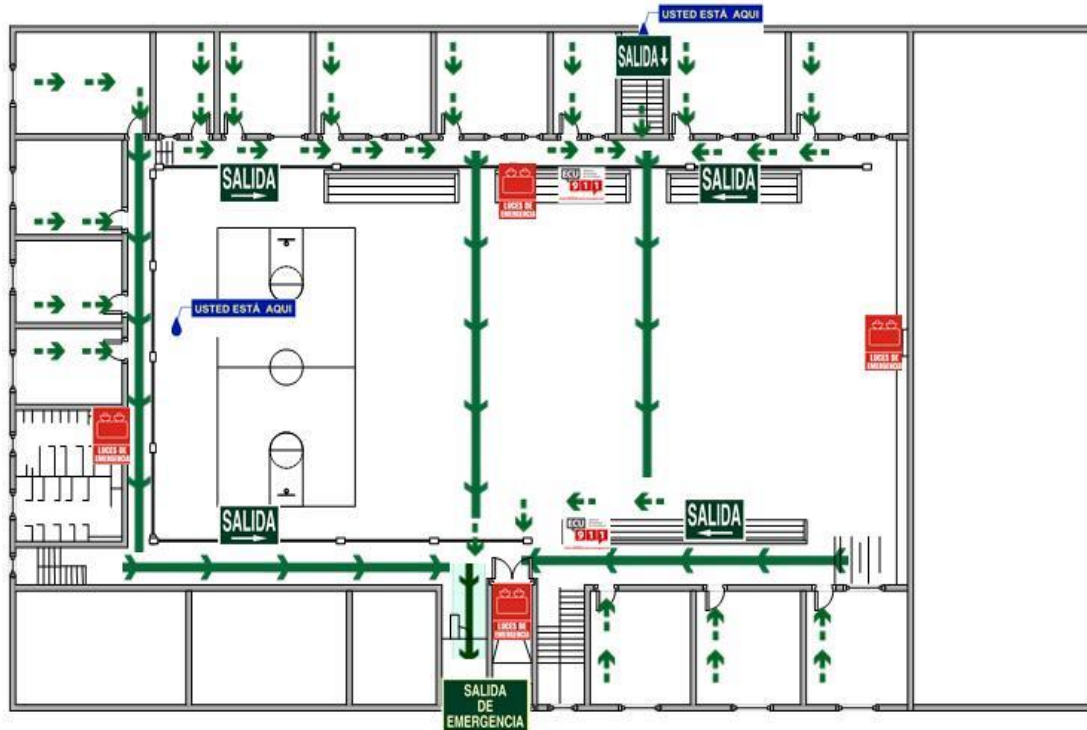 USTED ESTÁ AQUI
SALIDA
SALIDA
LUCES DE
EMERGENCIA
ECU
911
SALIDA
USTED ESTÁ AQUI
LUCES DE
EMERGENCIA
LUCES DE
EMERGENCIA
SALIDA
ECU
911
SALIDA
LUCES DE
EMERGENCIA
SALIDA
DE
EMERGENCIA